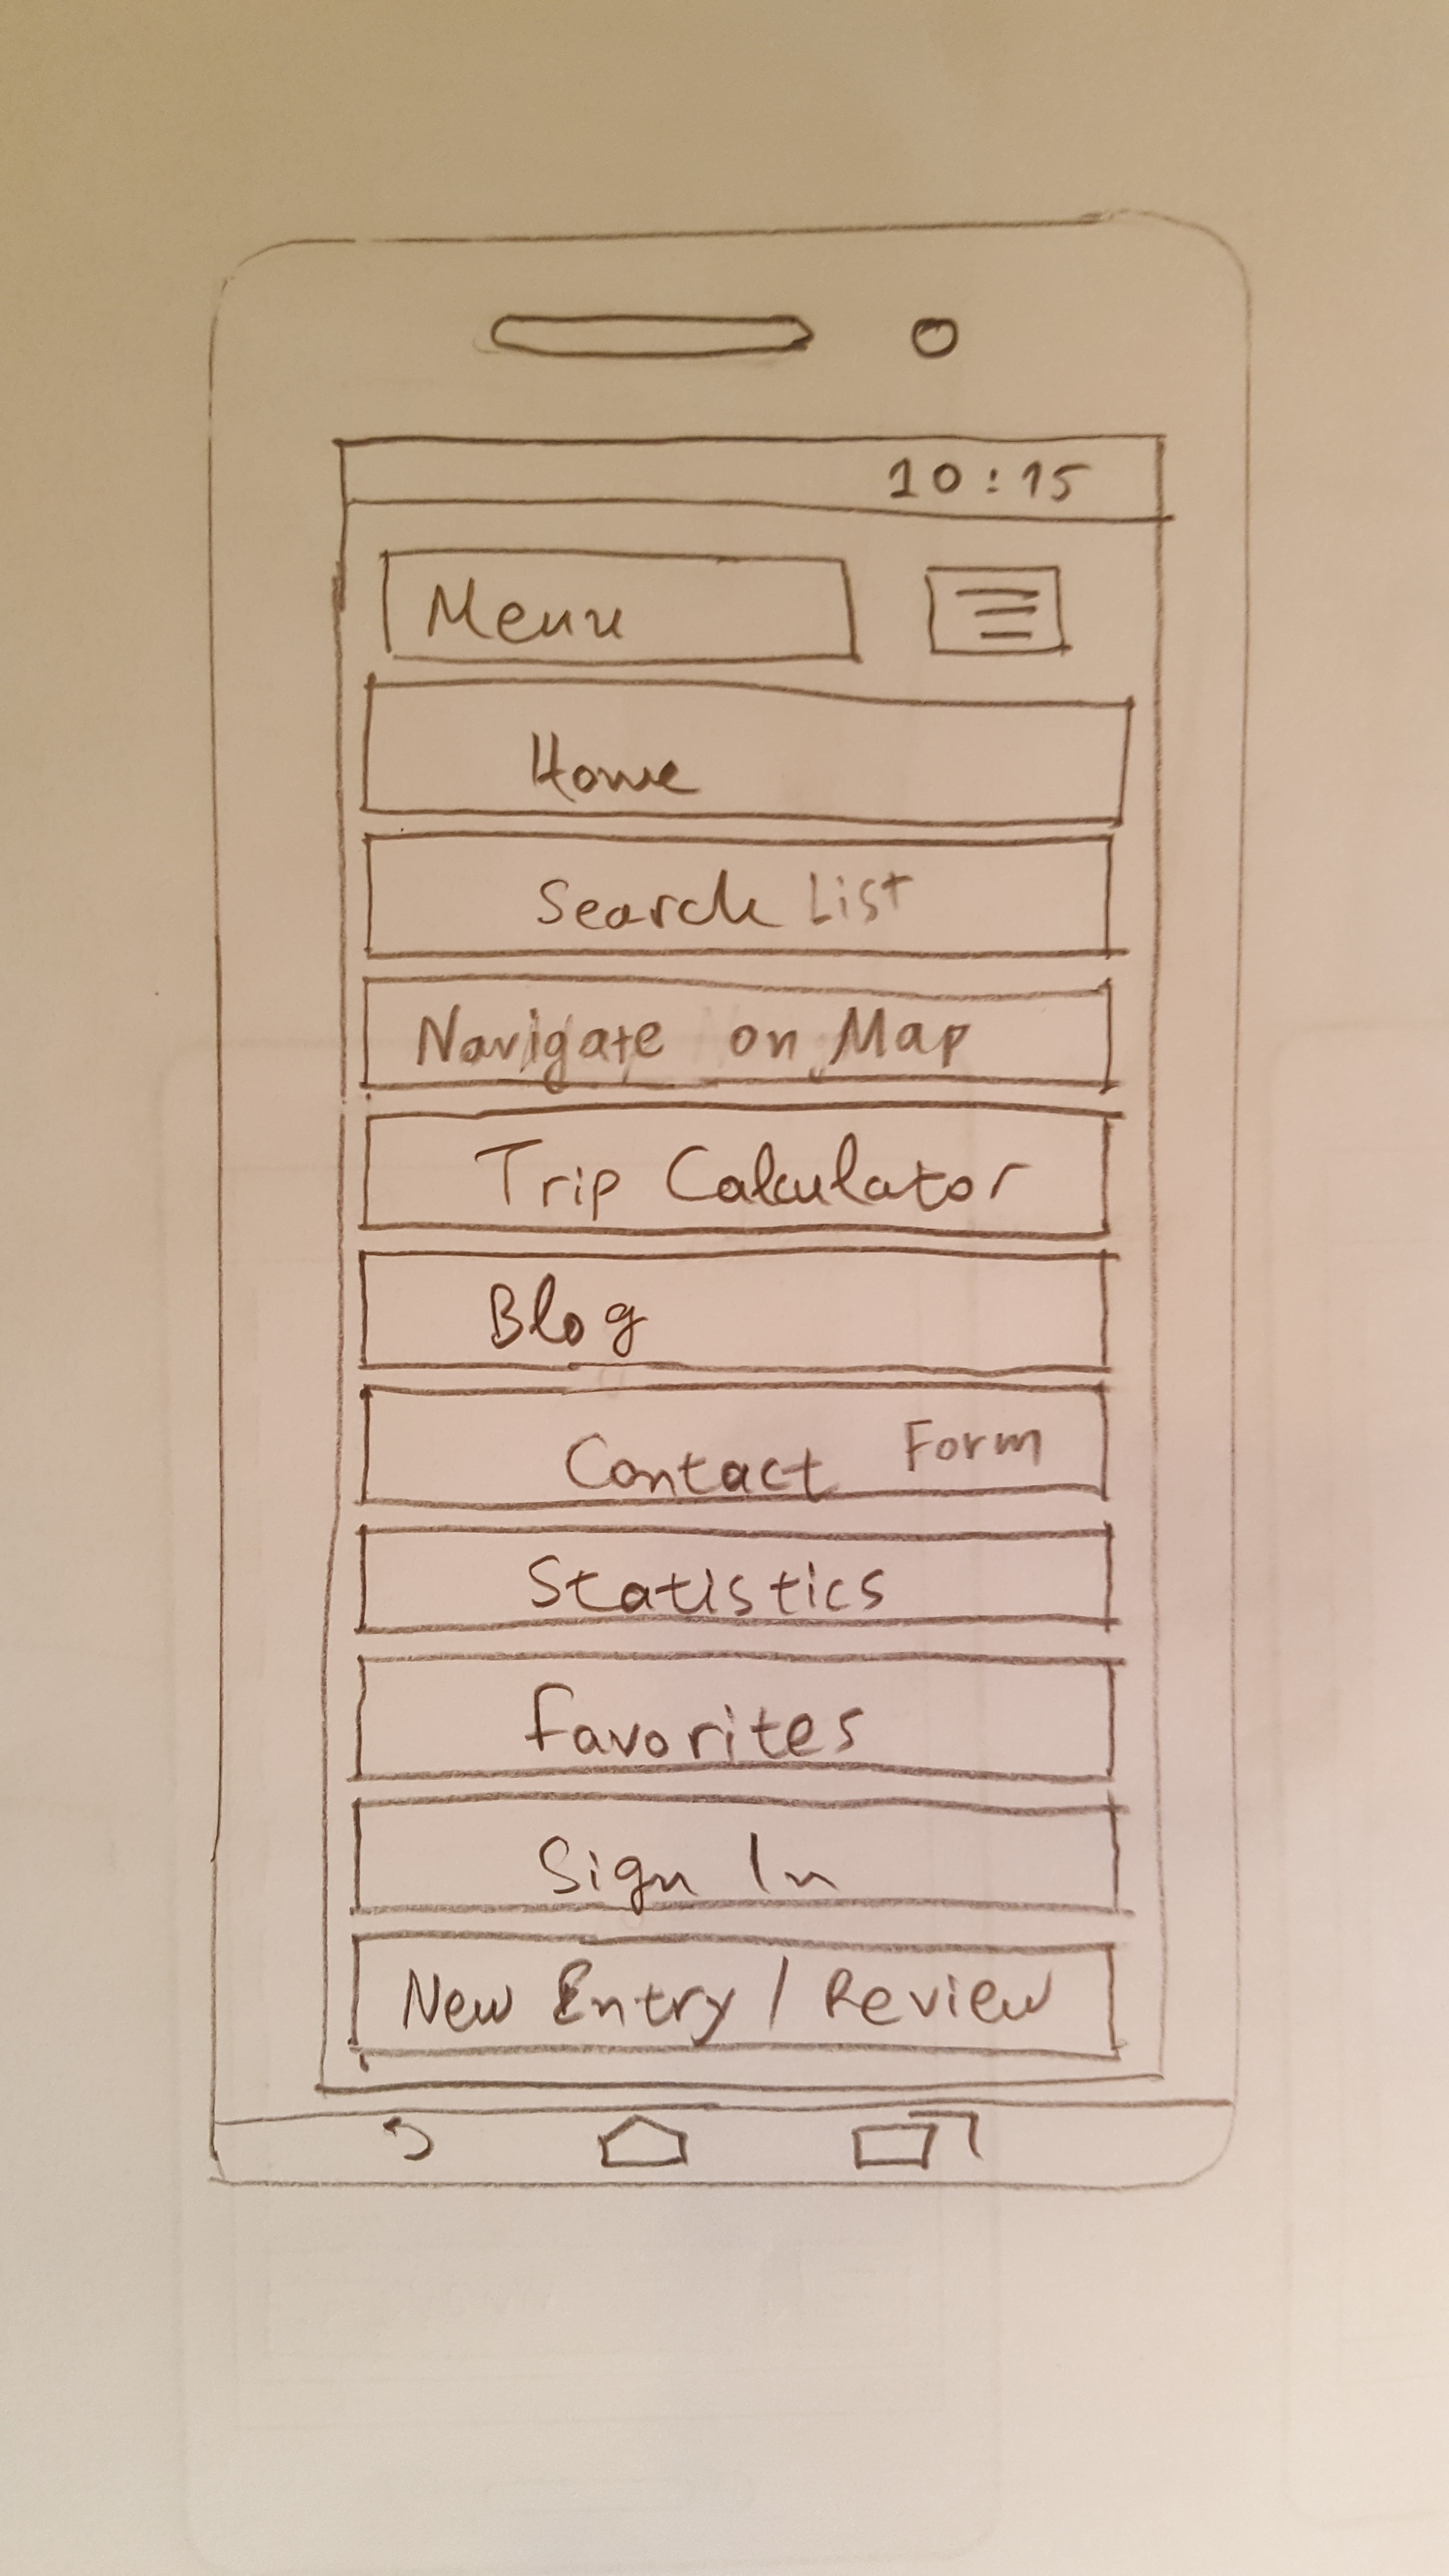 10:15
Menu
Home
Search List
Navigate on Map
Trip Calculator
Blog
Contact Form
Statistics
Favorites
Sign In
New Entry / Review